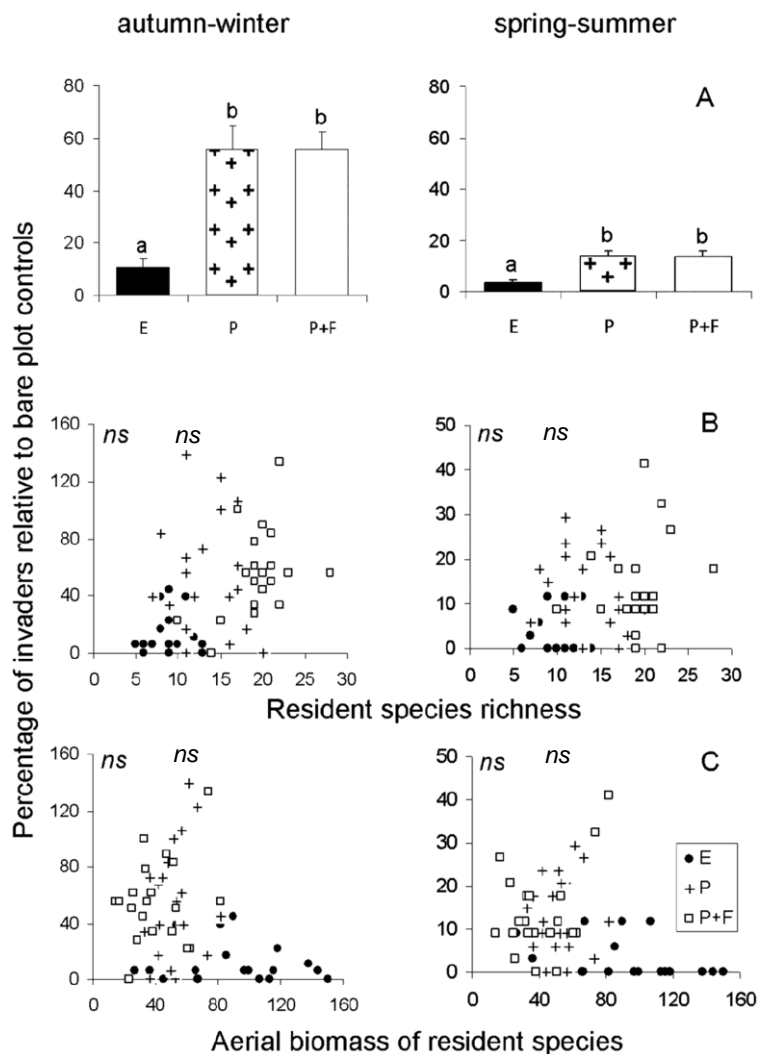 autumn-winter spring-summer
Percentage of invaders relative to bare plot controls
80
60
40
20
0
a b b
E P P+F
A
80
60
40
20
0
a b b
E P P+F
160
120
80
40
0
ns ns
0 5 10 15 20 25 30
B
50
40
30
20
10
0
ns ns
0 5 10 15 20 25 30
Resident species richness
160
120
80
40
0
ns ns
0 40 80 120 160
C
50
40
30
20
10
0
ns ns
E
P
P+F
0 40 80 120 160
Aerial biomass of resident species